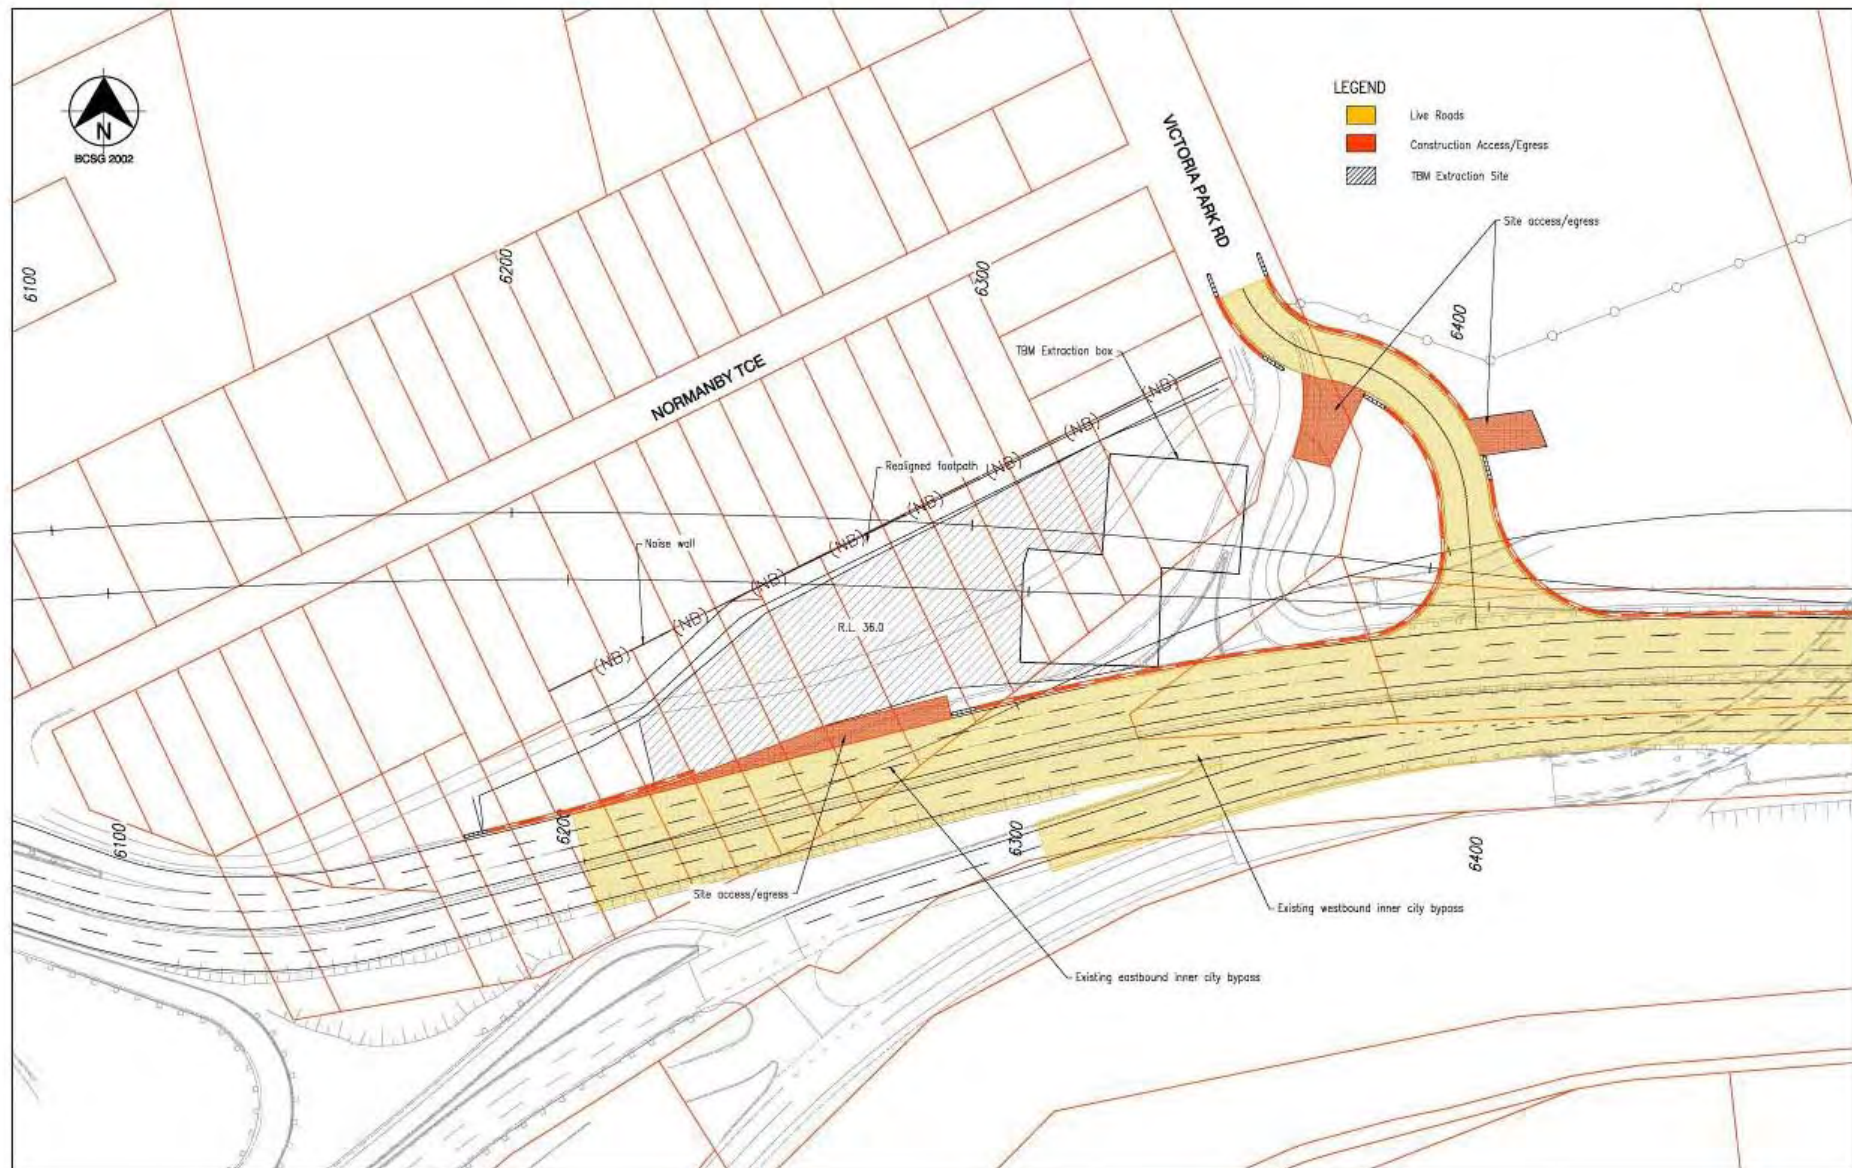 N
BCSG 2002
LEGEND
Live Roads
Construction Access/Egress
TBM Extraction Site
VICTORIA PARK RD
Site access/egress
6100
6200
6300
6400
TBM Extraction box
NORMANBY TCE
(NB)
(NB)
(NB)
(NB)
(NB)
(NB)
(NB)
(NB)
Realigned footpath
Noise wall
R.L. 36.0
6100
6200
6300
6400
Site access/egress
Existing westbound inner city bypass
Existing eastbound inner city bypass